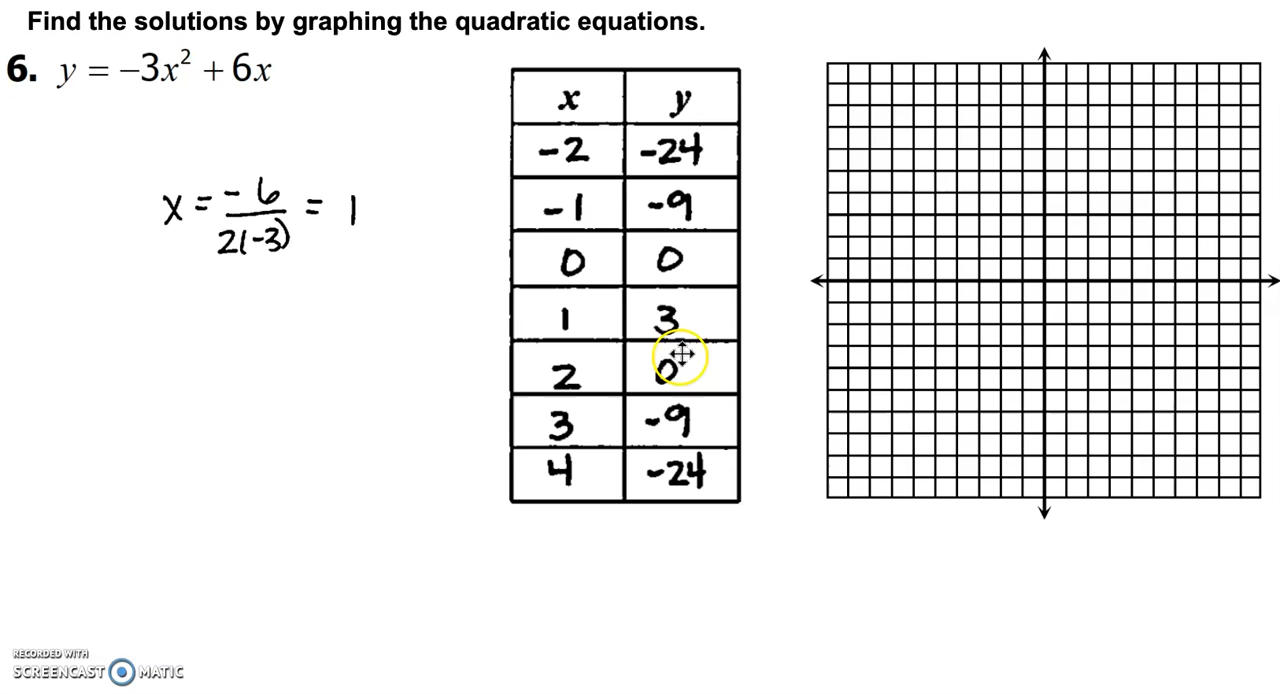 Find the solutions by graphing the quadratic equations.
6. y = −3x² + 6x
x = -6/2(-3) = 1
x y
-2 -24
-1 -9
0 0
1 3
2 0
3 -9
4 -24
RECORDED WITH
SCREENCAST MATIC